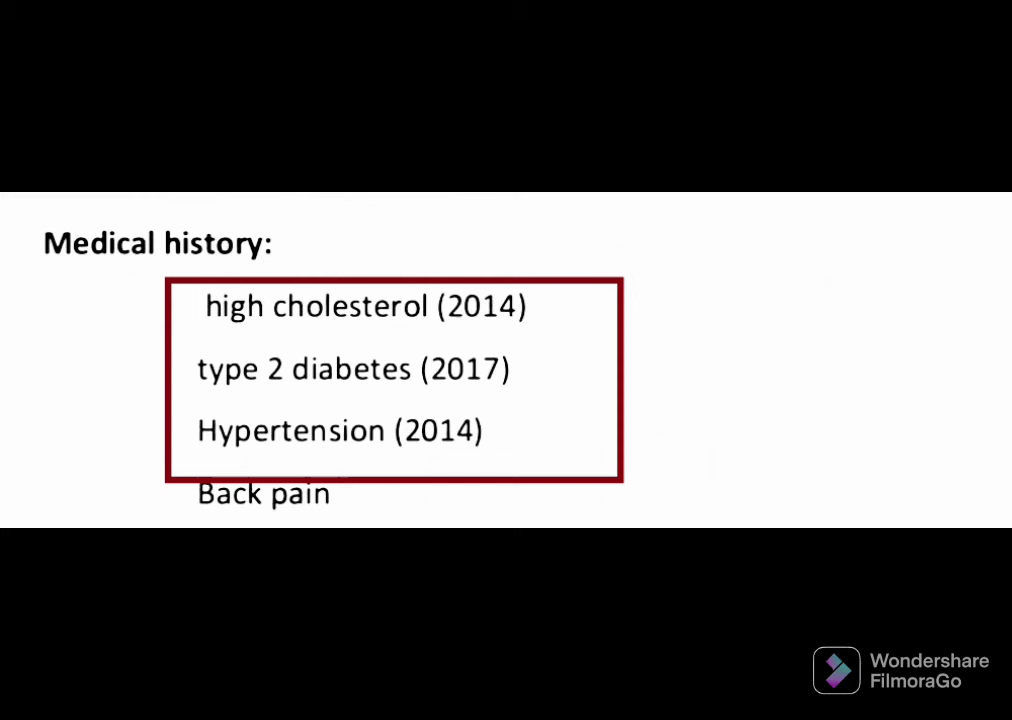 Medical history:
high cholesterol (2014)
type 2 diabetes (2017)
Hypertension (2014)
Back pain
Wondershare
FilmoraGo